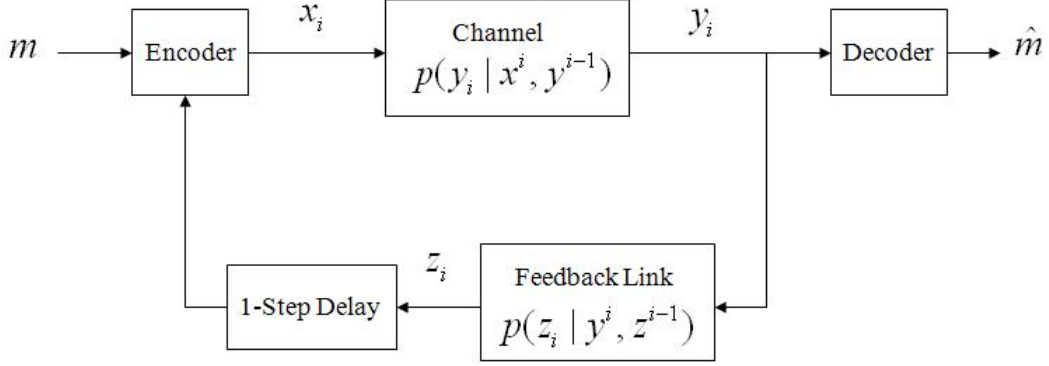 m
Encoder
x_i
Channel
p(y_i | x^i, y^{i-1})
y_i
Decoder
m̂
1-Step Delay
z_i
Feedback Link
p(z_i | y^i, z^{i-1})